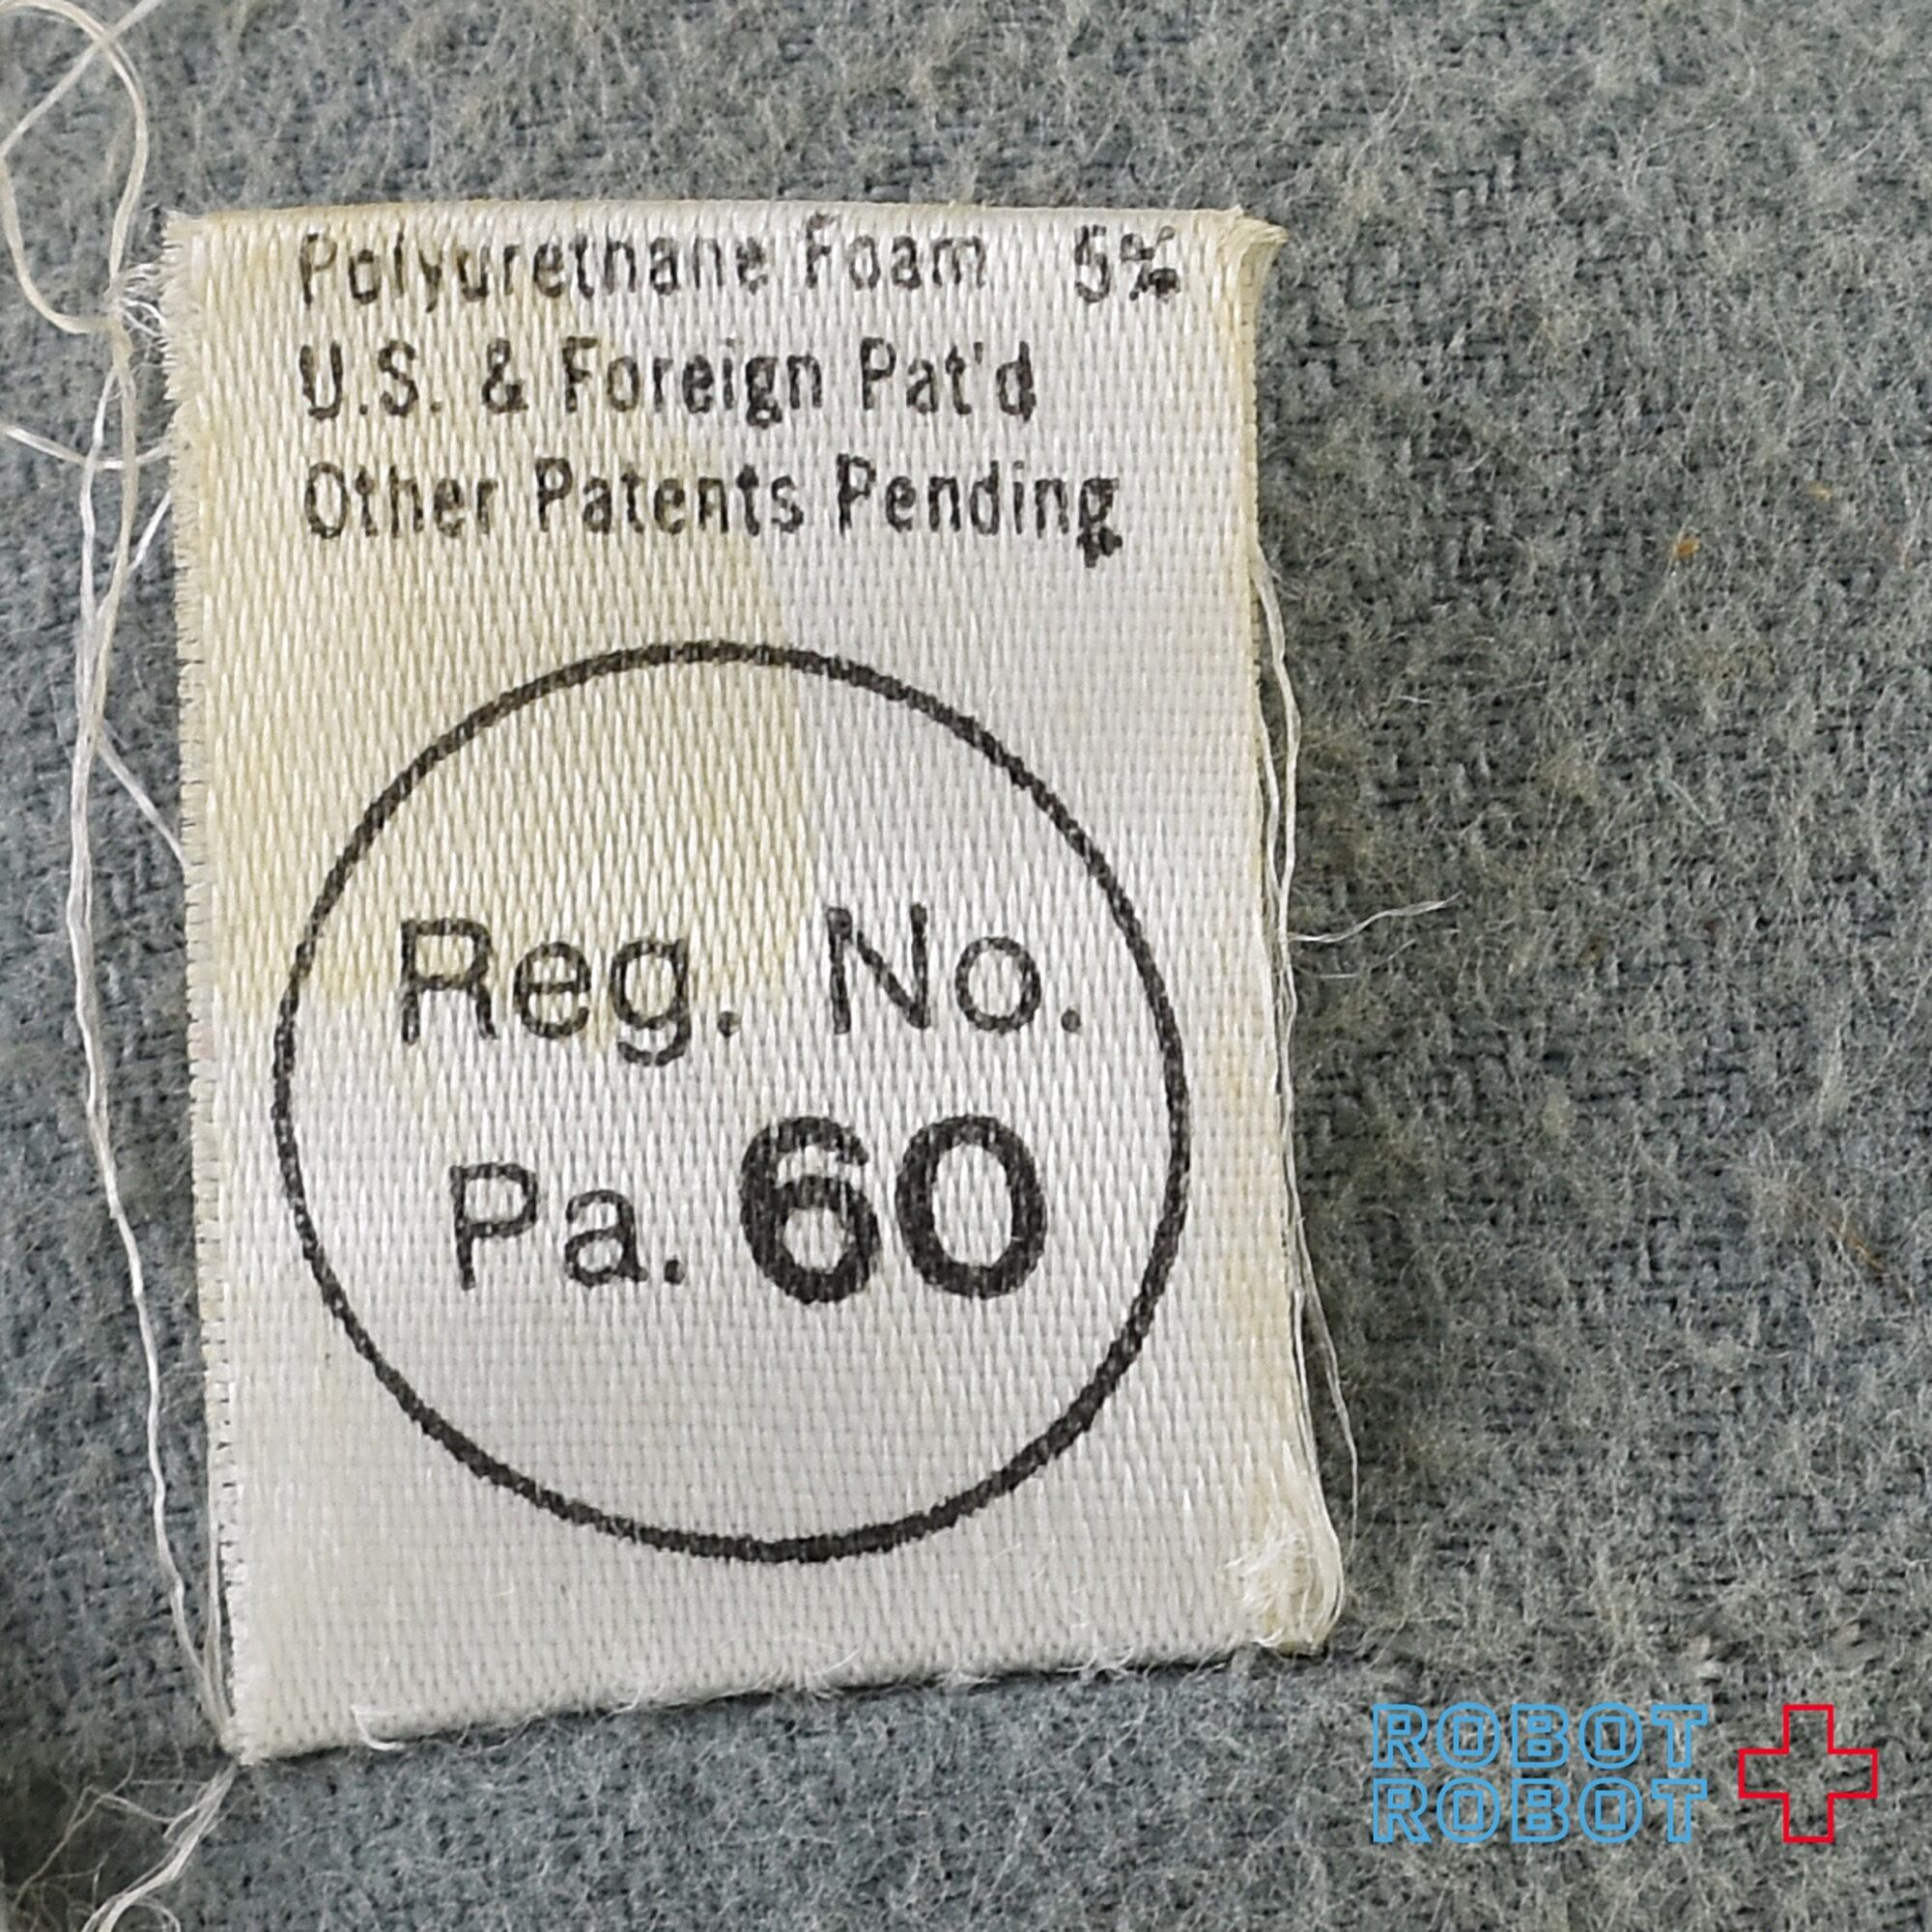 Polyurethane Foam 5%
U.S. & Foreign Pat'd
Other Patents Pending
Reg. No.
Pa. 60
ROBOT
ROBOT